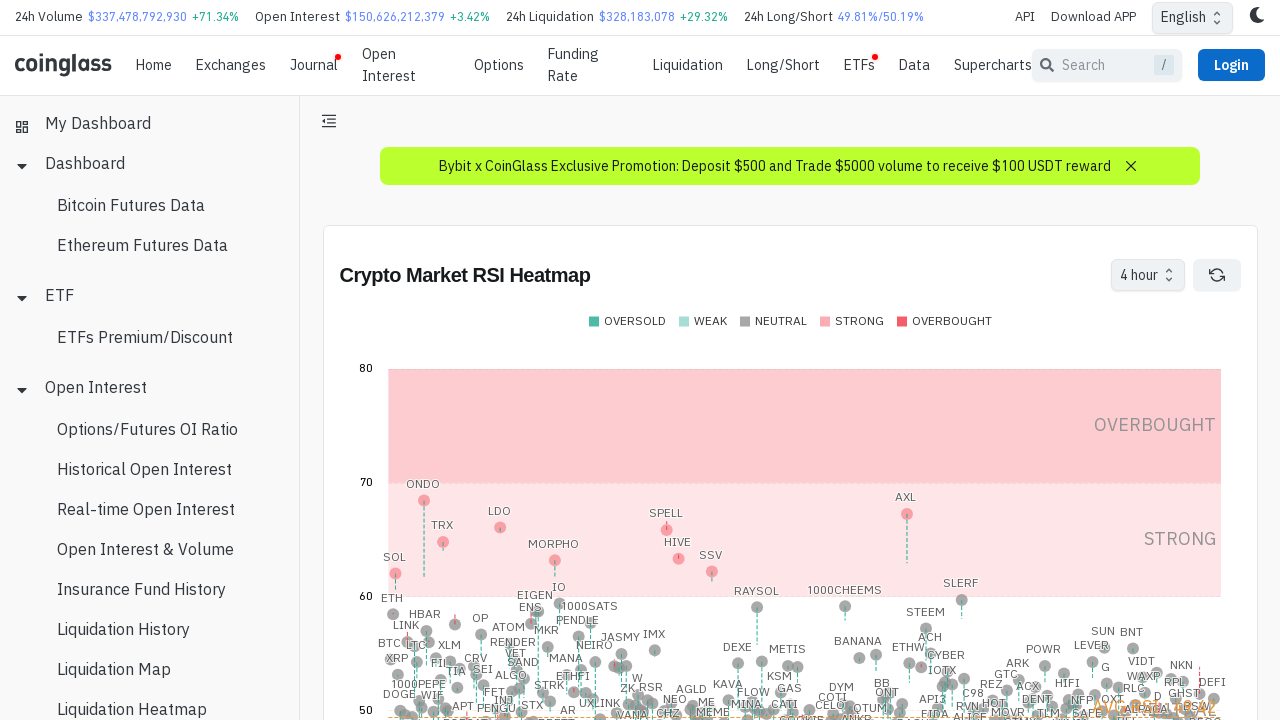 24h Volume $337,478,792,930 +71.34% Open Interest $150,626,212,379 +3.42% 24h Liquidation $328,183,078 +29.32% 24h Long/Short 49.81%/50.19% API Download APP English
coinglass Home Exchanges Journal Open Interest Options Funding Rate Liquidation Long/Short ETFs Data Supercharts Search / Login
My Dashboard
Dashboard
Bitcoin Futures Data
Ethereum Futures Data
ETF
ETFs Premium/Discount
Open Interest
Options/Futures OI Ratio
Historical Open Interest
Real-time Open Interest
Open Interest & Volume
Insurance Fund History
Liquidation History
Liquidation Map
Liquidation Heatmap
Bybit x CoinGlass Exclusive Promotion: Deposit $500 and Trade $5000 volume to receive $100 USDT reward
Crypto Market RSI Heatmap 4 hour
OVERSOLD WEAK NEUTRAL STRONG OVERBOUGHT
80
OVERBOUGHT
70
ONDO
AXL
SPELL
LDO
TRX
STRONG
HIVE
MORPHO
SSV
SOL
SLERF
IO
RAYSOL 1000CHEEMS
EIGEN
60
ETH
ENS 1000SATS
HBAR STEEM
OP PENDLE
LINK ATOM MKR JASMY IMX ACH SUN BNT
BTC LTC XLM RENDER NEIRO DEXE METIS BANANA ETHW POWR LEVER
VET CYBER
XRP FIL CRV SAND MANA ARK VIDT NKN
TIA SEI ALGO ETHFI W KSM IOTX GTC G WAXP RPL
1000PEPE STRK ZK RSR AGLD FLOW GAS DYM BB REZ ACX HIFI RLC DEFI
DOGE WIF FET KAVA COTI QNT C98 DENT NFP OXT D GHST
APT PENGU INJ STX AR UXLINK NEO ME MINA CATI CELO API3 HOT
50 VANA CHZ MEME FIDA ALICE MOVR TLM SAFE